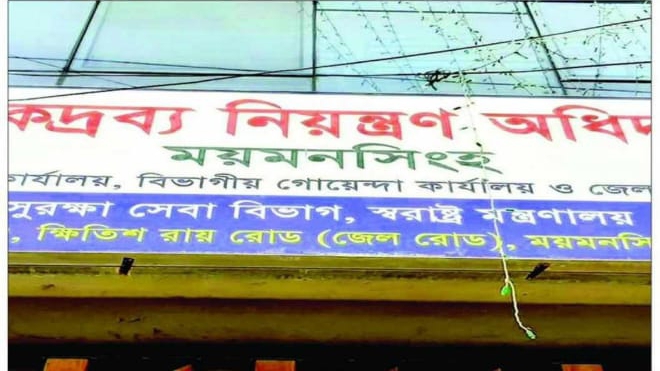 কদ্রব্য নিয়ন্ত্রণ অধিদ
ময়মনসিংহ
কার্যালয়, বিভাগীয় গোয়েন্দা কার্যালয় ও জেল
সুরক্ষা সেবা বিভাগ, স্বরাষ্ট্র মন্ত্রণালয়
, ক্ষিতিশ রায় রোড (জেল রোড), ময়মনসি